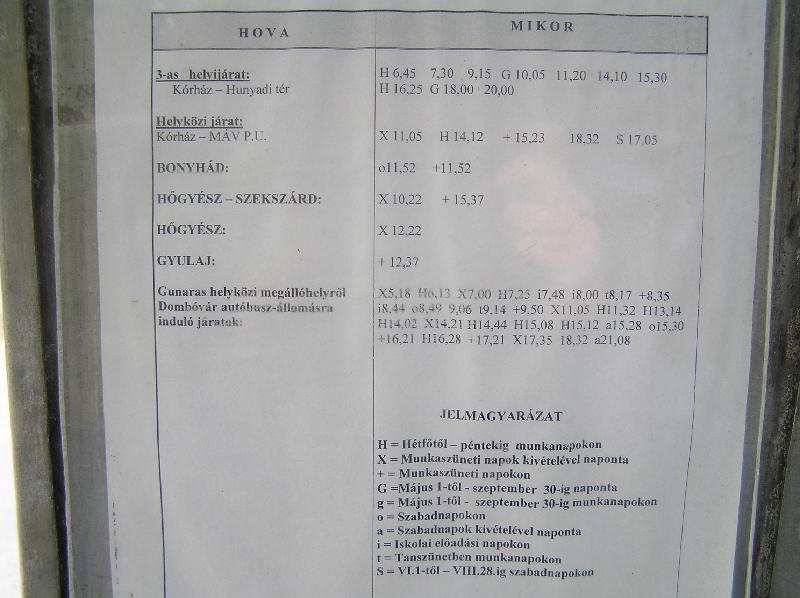 HOVA MIKOR
3-as helyijárat: H 6,45 7,30 9,15 G 10,05 11,20 14,10 15,30
Kórház – Hunyadi tér H 16,25 G 18,00 20,00
Helyközi járat:
Kórház – MÁV P.U. X 11,05 H 14,12 + 15,23 18,32 S 17,05
BONYHÁD: o11,52 +11,52
HŐGYÉSZ – SZEKSZÁRD: X 10,22 + 15,37
HŐGYÉSZ: X 12,22
GYULAJ: + 12,37
Gunaras helyközi megállóhelyről X5,18 H6,13 X7,00 H7,25 i7,48 i8,00 t8,17 +8,35
Dombóvár autóbusz-állomásra i8,44 o8,49 9,06 t9,14 +9,50 X11,05 H11,32 H13,14
induló járatok: H14,02 X14,21 H14,44 H15,08 H15,12 a15,28 o15,30
+16,21 H16,28 +17,21 X17,35 18,32 a21,08
JELMAGYARÁZAT
H = Hétfőtől – péntekig munkanapokon
X = Munkaszüneti napok kivételével naponta
+ = Munkaszüneti napokon
G =Május 1-től - szeptember 30-ig naponta
g = Május 1-től - szeptember 30-ig munkanapokon
o = Szabadnapokon
a = Szabadnapok kivételével naponta
i = Iskolai előadási napokon
t = Tanszünetben munkanapokon
S = VI.1-től – VIII.28.ig szabadnapokon